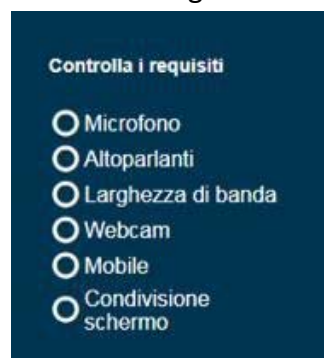 Controlla i requisiti
Microfono
Altoparlanti
Larghezza di banda
Webcam
Mobile
Condivisione
schermo